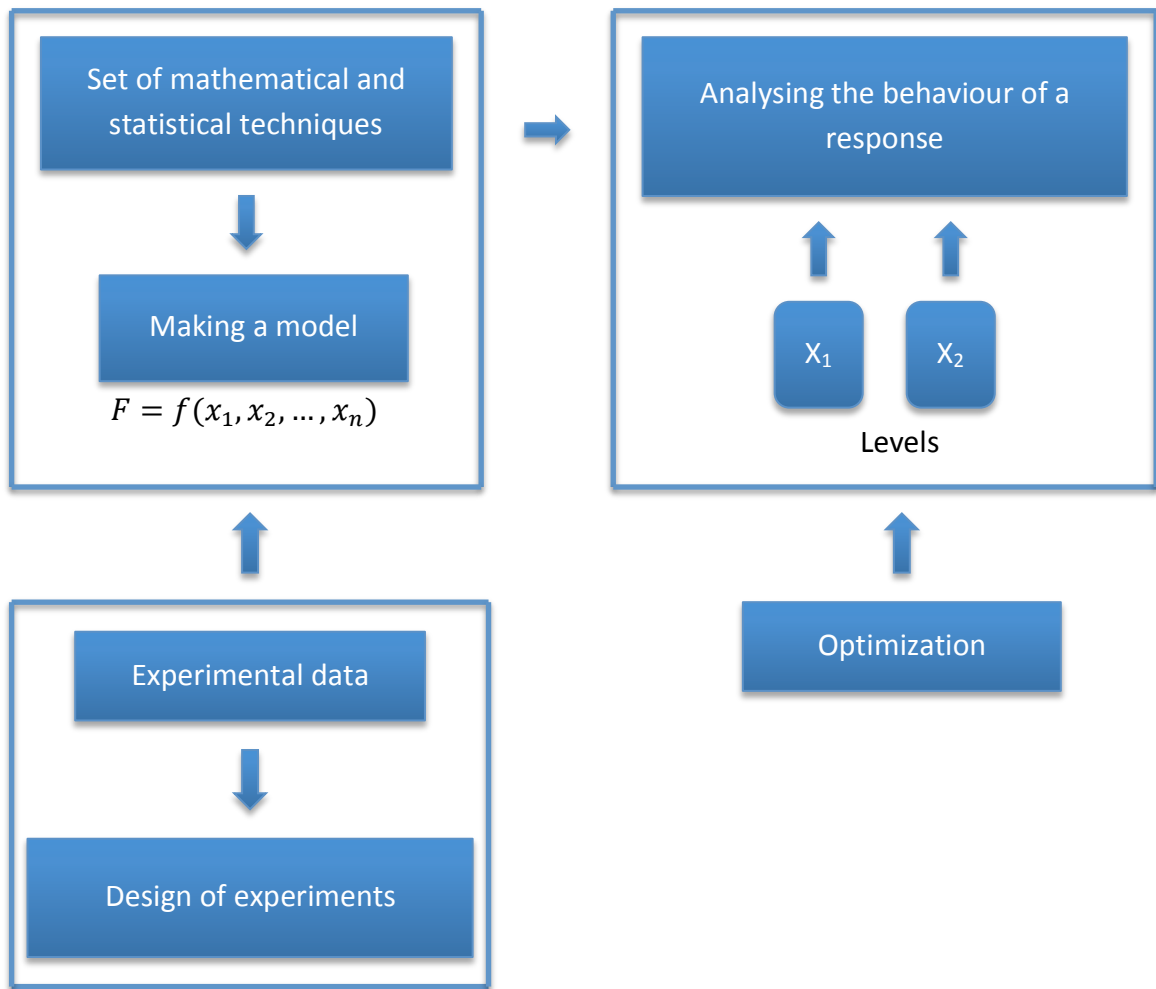 Set of mathematical and
statistical techniques
Making a model
F = f(x₁, x₂, … , xₙ)
Analysing the behaviour of a
response
X₁
X₂
Levels
Experimental data
Design of experiments
Optimization